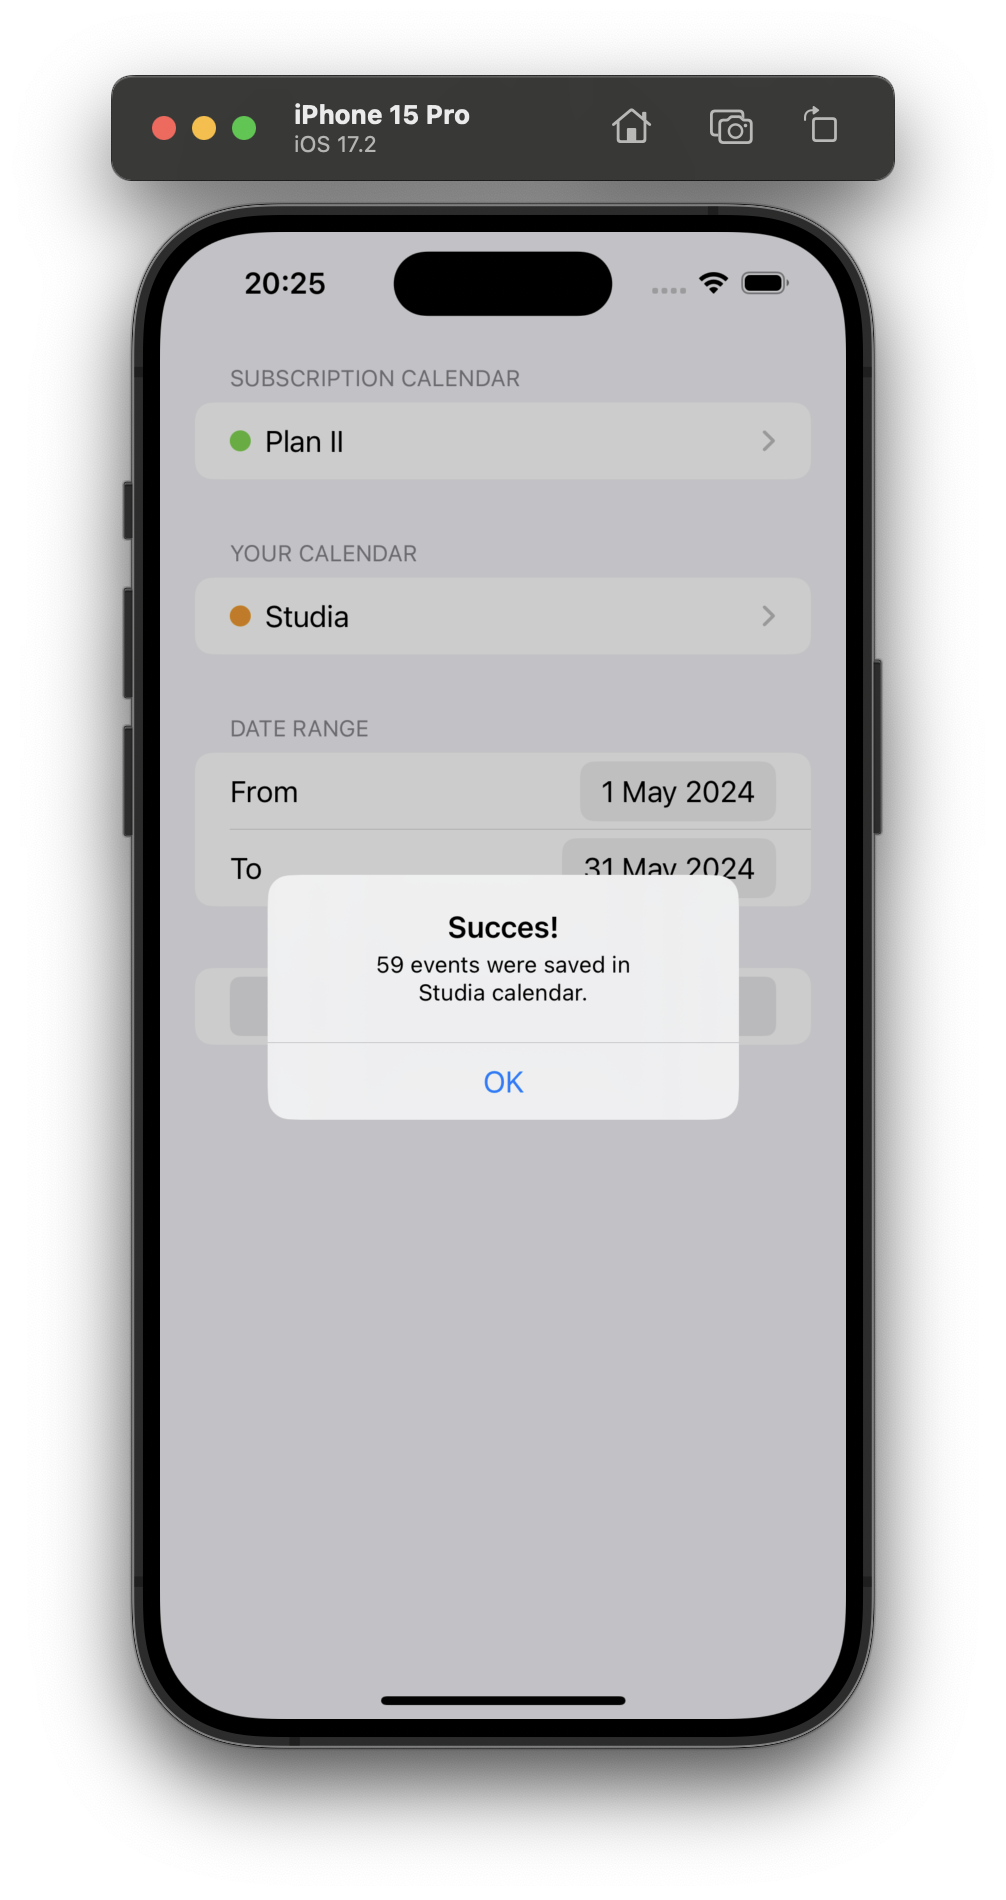 iPhone 15 Pro
iOS 17.2
20:25
SUBSCRIPTION CALENDAR
Plan II
YOUR CALENDAR
Studia
DATE RANGE
From 1 May 2024
To 31 May 2024
Succes!
59 events were saved in
Studia calendar.
OK